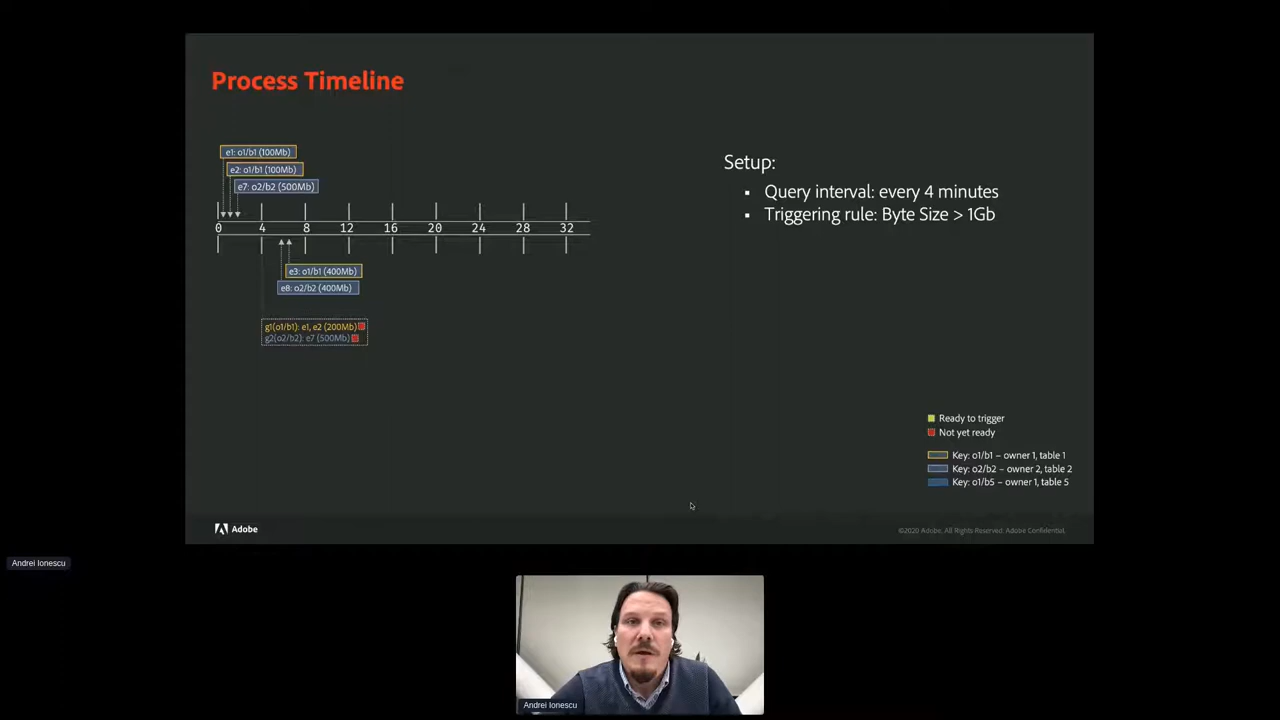 Process Timeline
e1: o1/b1 (100Mb)
e2: o1/b1 (100Mb)
e7: o2/b2 (500Mb)
0 4 8 12 16 20 24 28 32
e3: o1/b1 (400Mb)
e8: o2/b2 (400Mb)
g1(o1/b1): e1, e2 (200Mb)
g2(o2/b2): e7 (500Mb)
Setup:
Query interval: every 4 minutes
Triggering rule: Byte Size > 1Gb
Ready to trigger
Not yet ready
Key: o1/b1 – owner 1, table 1
Key: o2/b2 – owner 2, table 2
Key: o1/b5 – owner 1, table 5
Adobe
©2020 Adobe. All Rights Reserved. Adobe Confidential.
Andrei Ionescu
Andrei Ionescu